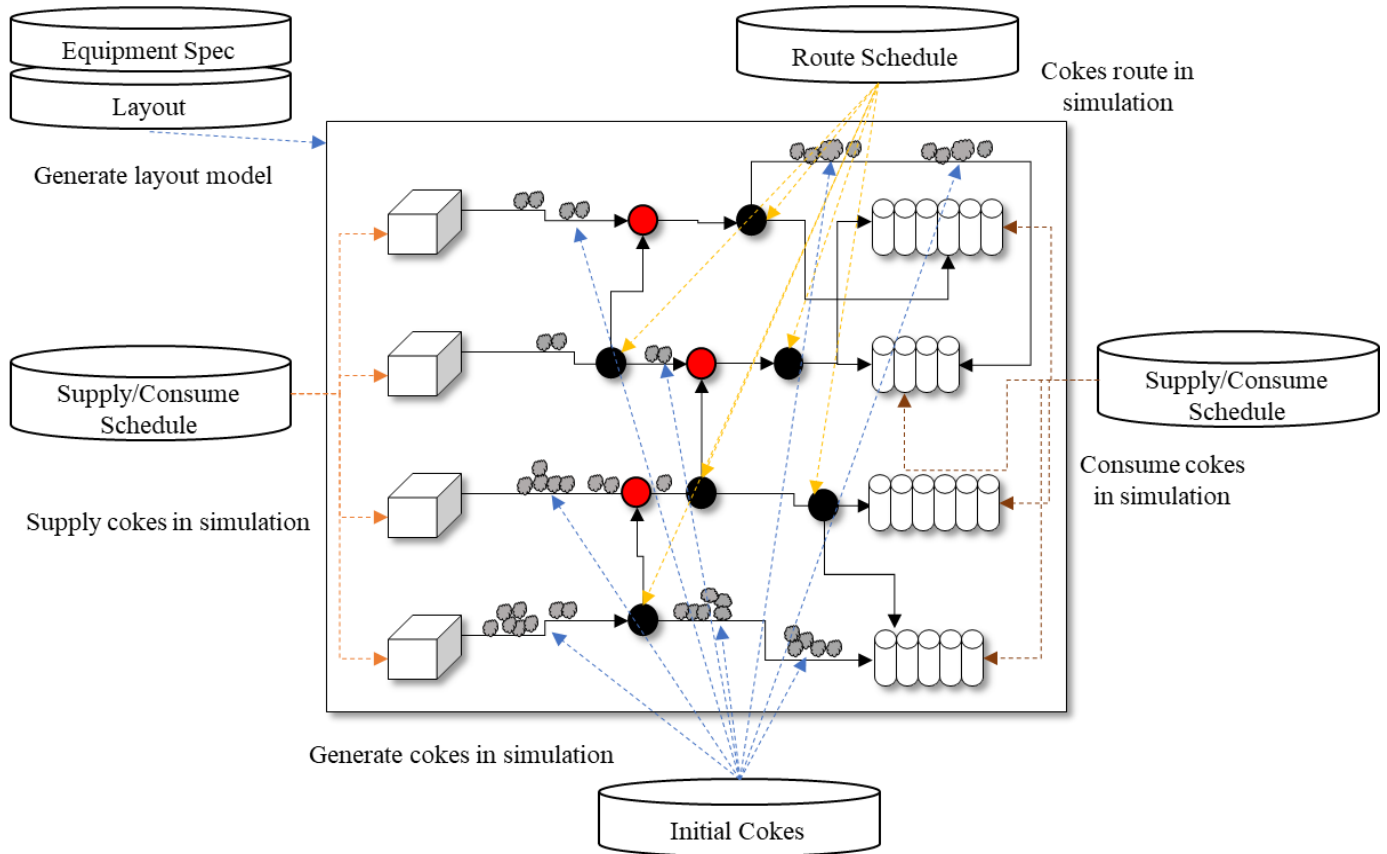 Equipment Spec
Layout
Generate layout model
Route Schedule
Cokes route in
simulation
Supply/Consume
Schedule
Supply cokes in simulation
Supply/Consume
Schedule
Consume cokes
in simulation
Generate cokes in simulation
Initial Cokes